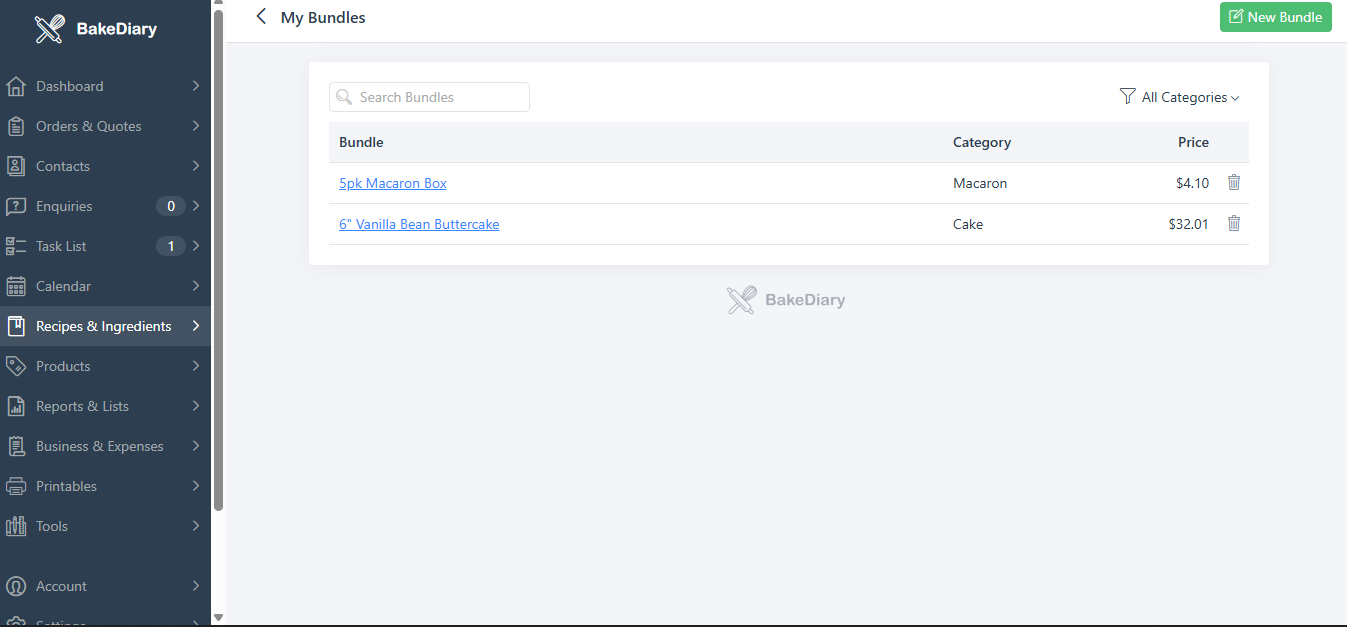 BakeDiary
My Bundles
New Bundle
Dashboard
Orders & Quotes
Contacts
Enquiries 0
Task List 1
Calendar
Recipes & Ingredients
Products
Reports & Lists
Business & Expenses
Printables
Tools
Account
Settings
Search Bundles
All Categories
Bundle Category Price
5pk Macaron Box Macaron $4.10
6" Vanilla Bean Buttercake Cake $32.01
BakeDiary